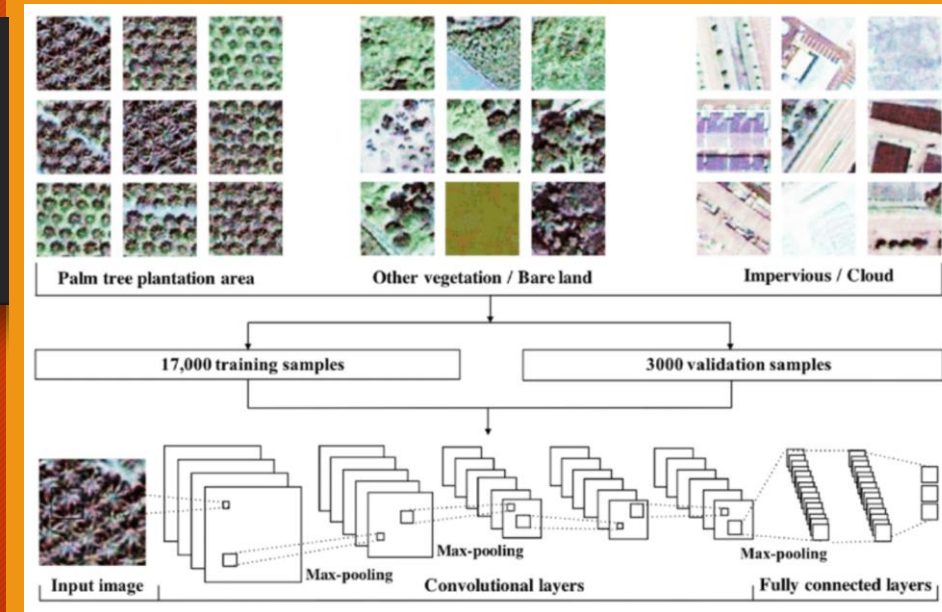 Palm tree plantation area
Other vegetation / Bare land
Impervious / Cloud
17,000 training samples
3000 validation samples
Max-pooling
Max-pooling
Max-pooling
Input image
Convolutional layers
Fully connected layers